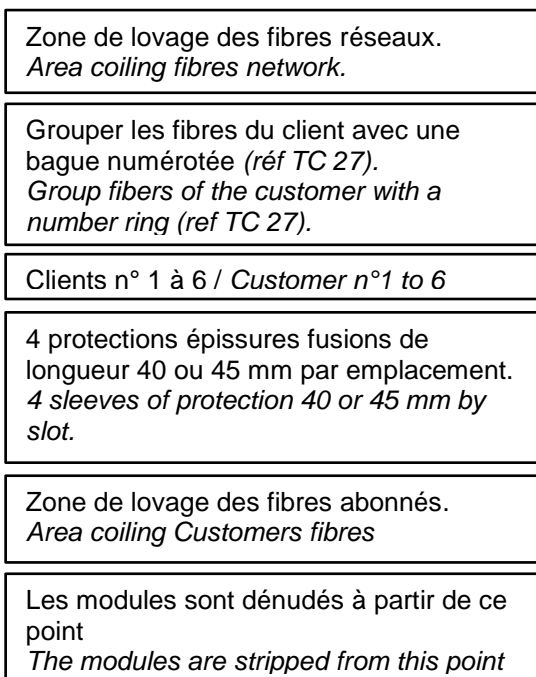 Zone de lovage des fibres réseaux.
Area coiling fibres network.
Grouper les fibres du client avec une
bague numérotée (réf TC 27).
Group fibers of the customer with a
number ring (ref TC 27).
Clients n° 1 à 6 / Customer n°1 to 6
4 protections épissures fusions de
longueur 40 ou 45 mm par emplacement.
4 sleeves of protection 40 or 45 mm by
slot.
Zone de lovage des fibres abonnés.
Area coiling Customers fibres
Les modules sont dénudés à partir de ce
point
The modules are stripped from this point